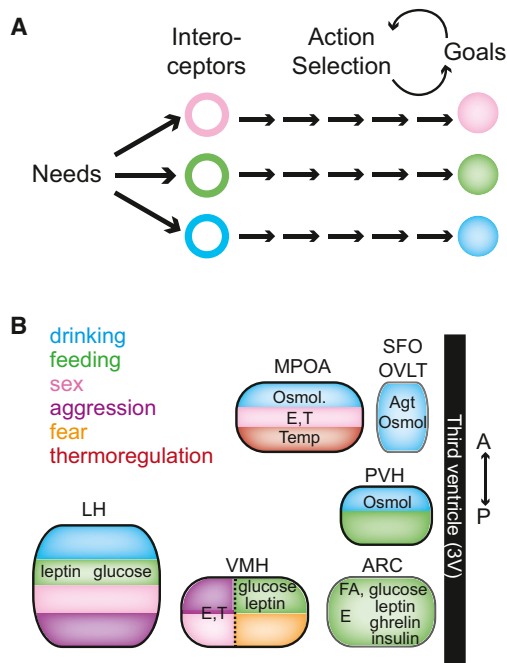 A
Intero-
ceptors
Action
Selection
Goals
Needs
B
drinking
feeding
sex
aggression
fear
thermoregulation
MPOA
Osmol.
E,T
Temp
SFO
OVLT
Agt
Osmol
Third ventricle (3V)
A
P
PVH
Osmol
LH
leptin glucose
VMH
E,T
glucose
leptin
ARC
FA, glucose
E leptin
ghrelin
insulin